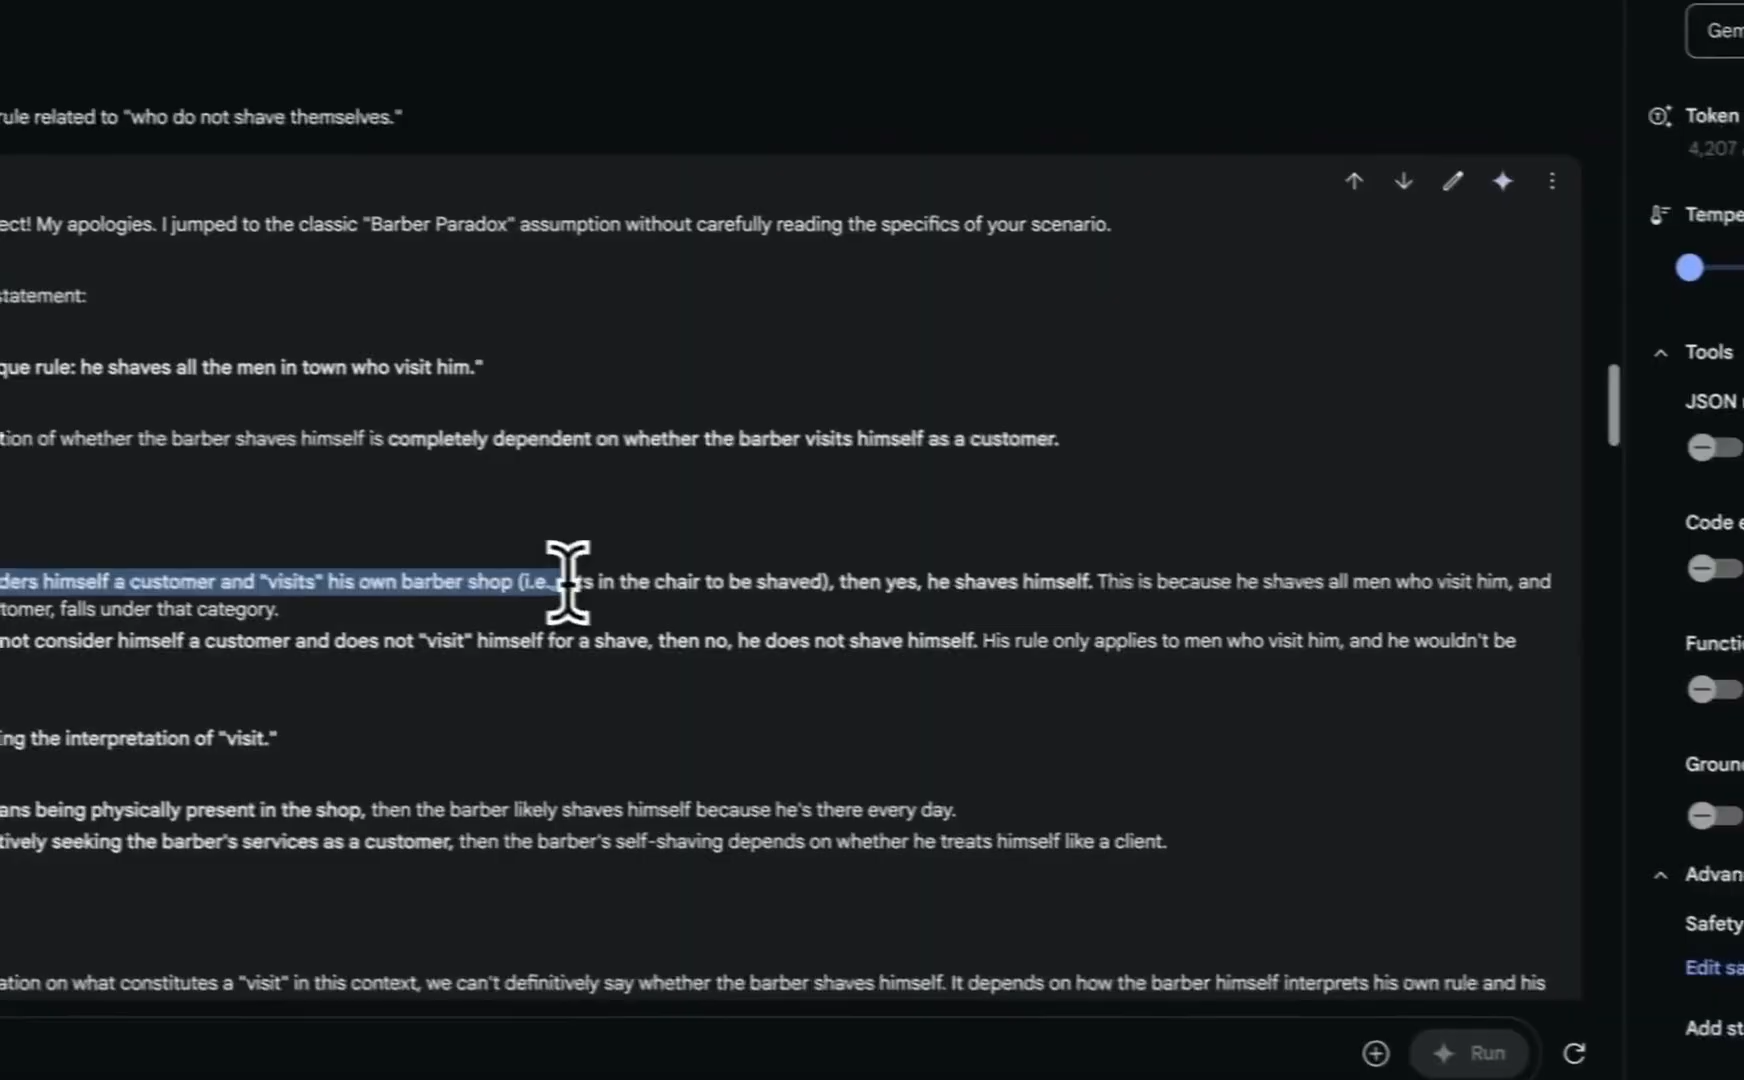 Gem
rule related to "who do not shave themselves."
Token
4,207
ect! My apologies. I jumped to the classic "Barber Paradox" assumption without carefully reading the specifics of your scenario.
Tempe
statement:
que rule: he shaves all the men in town who visit him."
Tools
JSON
tion of whether the barber shaves himself is completely dependent on whether the barber visits himself as a customer.
Code e
ders himself a customer and "visits" his own barber shop (i.e., s in the chair to be shaved), then yes, he shaves himself. This is because he shaves all men who visit him, and
tomer, falls under that category.
not consider himself a customer and does not "visit" himself for a shave, then no, he does not shave himself. His rule only applies to men who visit him, and he wouldn't be
Functi
ing the interpretation of "visit."
Ground
ans being physically present in the shop, then the barber likely shaves himself because he's there every day.
tively seeking the barber's services as a customer, then the barber's self-shaving depends on whether he treats himself like a client.
Advan
Safety
Edit sa
ation on what constitutes a "visit" in this context, we can't definitively say whether the barber shaves himself. It depends on how the barber himself interprets his own rule and his
Add st
Run